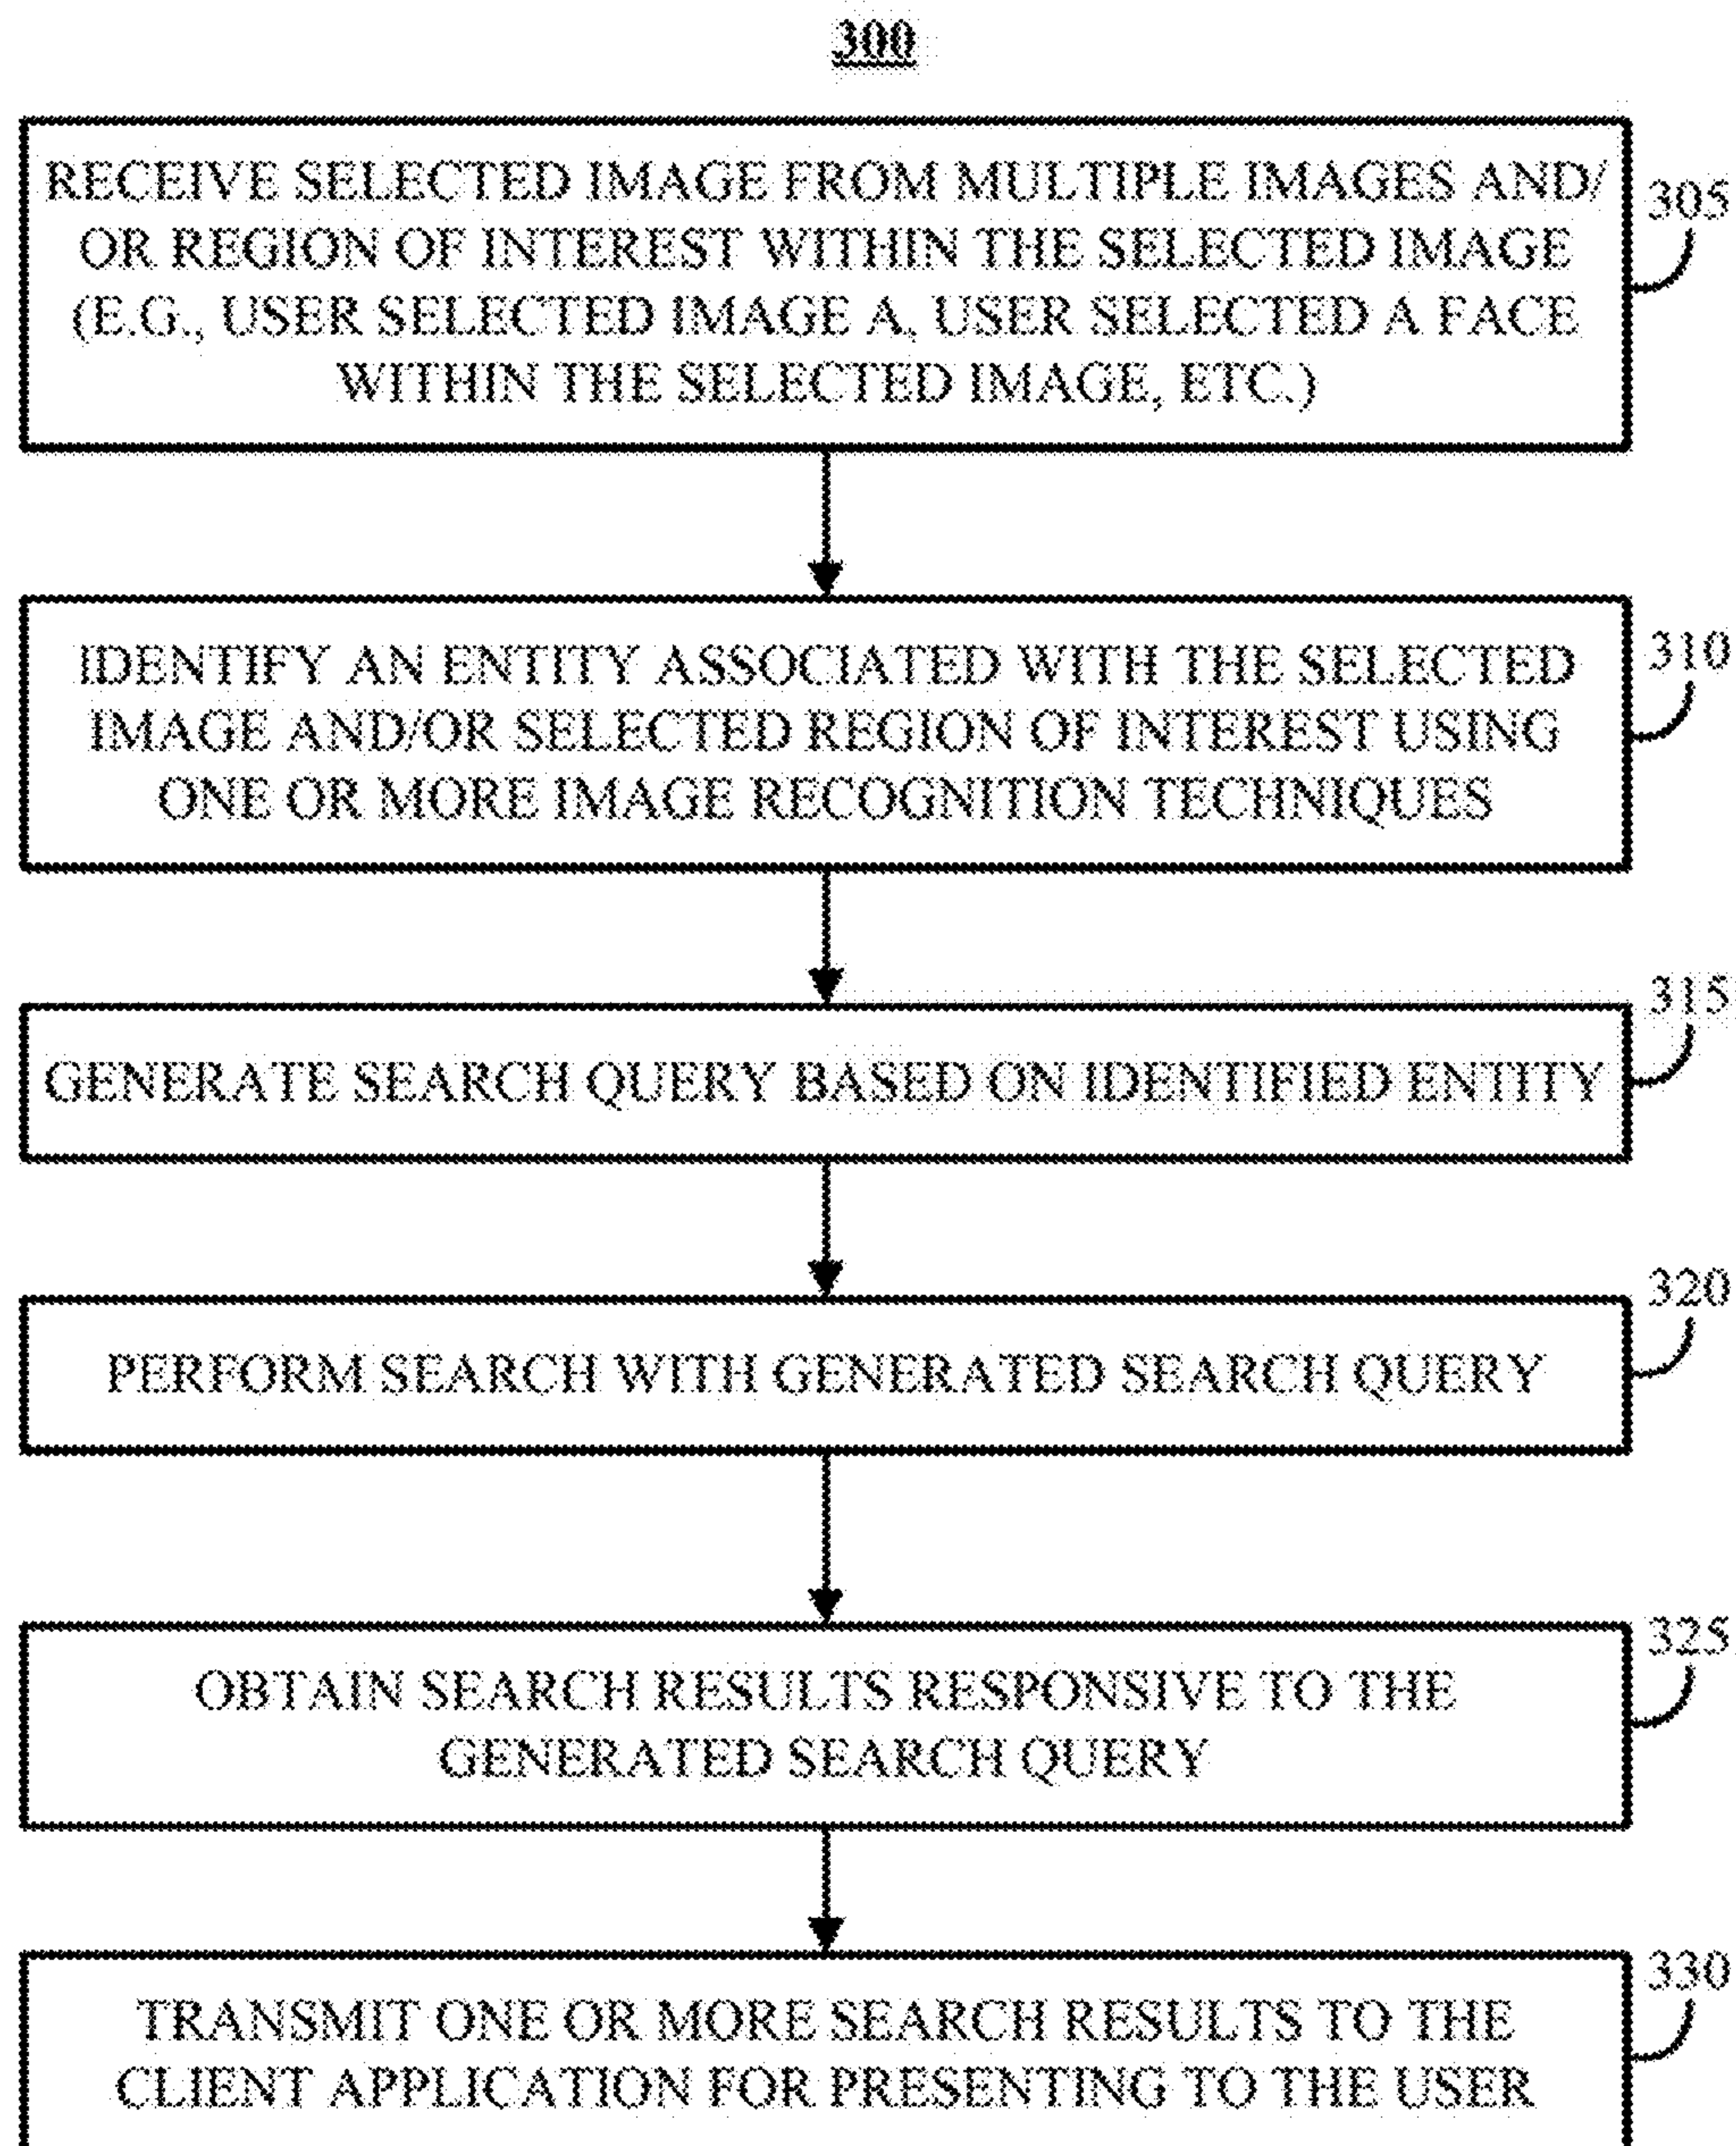 300
RECEIVE SELECTED IMAGE FROM MULTIPLE IMAGES AND/
OR REGION OF INTEREST WITHIN THE SELECTED IMAGE
(E.G., USER SELECTED IMAGE A, USER SELECTED A FACE
WITHIN THE SELECTED IMAGE, ETC.)
305
IDENTIFY AN ENTITY ASSOCIATED WITH THE SELECTED
IMAGE AND/OR SELECTED REGION OF INTEREST USING
ONE OR MORE IMAGE RECOGNITION TECHNIQUES
310
GENERATE SEARCH QUERY BASED ON IDENTIFIED ENTITY
315
PERFORM SEARCH WITH GENERATED SEARCH QUERY
320
OBTAIN SEARCH RESULTS RESPONSIVE TO THE
GENERATED SEARCH QUERY
325
TRANSMIT ONE OR MORE SEARCH RESULTS TO THE
CLIENT APPLICATION FOR PRESENTING TO THE USER
330